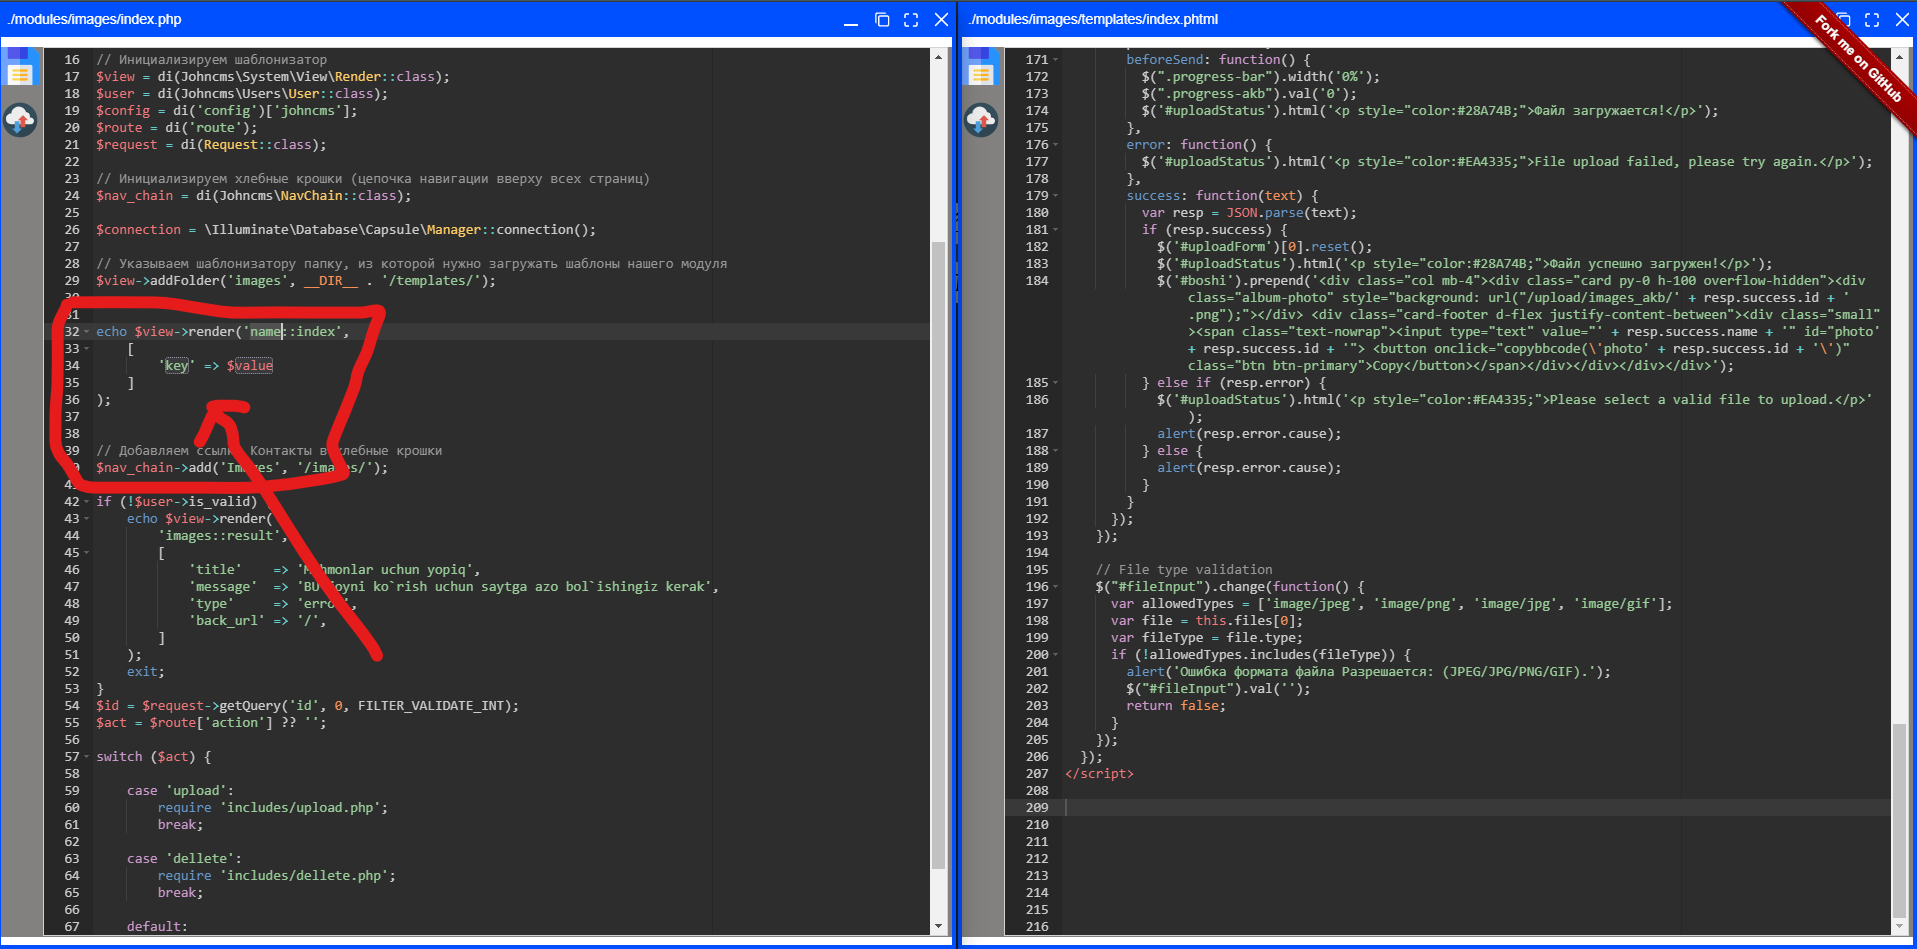 ./modules/images/index.php
16 // Инициализируем шаблонизатор
17 $view = di(Johncms\System\View\Render::class);
18 $user = di(Johncms\Users\User::class);
19 $config = di('config')['johncms'];
20 $route = di('route');
21 $request = di(Request::class);
22
23 // Инициализируем хлебные крошки (цепочка навигации вверху всех страниц)
24 $nav_chain = di(Johncms\NavChain::class);
25
26 $connection = \Illuminate\Database\Capsule\Manager::connection();
27
28 // Указываем шаблонизатору папку, из которой нужно загружать шаблоны нашего модуля
29 $view->addFolder('images', __DIR__ . '/templates/');
30
31
32 echo $view->render('name::index',
33 [
34 'key' => $value
35 ]
36 );
37
38
39 // Добавляем Контакты в хлебные крошки
$nav_chain->add('Images', '/images/');
42 if (!$user->is_valid)
43 echo $view->render(
44 'images::result',
45 [
46 'title' => uchun yopiq',
47 'message' => ko`rish uchun saytga azo bol`ishingiz kerak',
48 'type' => 'error',
49 'back_url' => '/',
50 ]
51 );
52 exit;
53 }
54 $id = $request->getQuery('id', 0, FILTER_VALIDATE_INT);
55 $act = $route['action'] ?? '';
56
57 switch ($act) {
58
59 case 'upload':
60 require 'includes/upload.php';
61 break;
62
63 case 'dellete':
64 require 'includes/dellete.php';
65 break;
66
67 default:
./modules/images/templates/index.phtml
Fork me on GitHub
171 beforeSend: function() {
172 $(".progress-bar").width('0%');
173 $(".progress-akb").val('0');
174 $('#uploadStatus').html('<p style="color:#28A74B;">Файл загружается!</p>');
175 },
176 error: function() {
177 $('#uploadStatus').html('<p style="color:#EA4335;">File upload failed, please try again.</p>');
178 },
179 success: function(text) {
180 var resp = JSON.parse(text);
181 if (resp.success) {
182 $('#uploadForm')[0].reset();
183 $('#uploadStatus').html('<p style="color:#28A74B;">Файл успешно загружен!</p>');
184 $('#boshi').prepend('<div class="col mb-4"><div class="card py-0 h-100 overflow-hidden"><div
class="album-photo" style="background: url("/upload/images_akb/' + resp.success.id + '
.png");"></div> <div class="card-footer d-flex justify-content-between"><div class="small"
><span class="text-nowrap"><input type="text" value="' + resp.success.name + '" id="photo'
+ resp.success.id + '"> <button onclick="copybbcode(\'photo' + resp.success.id + '\')"
class="btn btn-primary">Copy</button></span></div></div></div></div>');
185 } else if (resp.error) {
186 $('#uploadStatus').html('<p style="color:#EA4335;">Please select a valid file to upload.</p>'
);
187 alert(resp.error.cause);
188 } else {
189 alert(resp.error.cause);
190 }
191 }
192 });
193 });
194
195 // File type validation
196 $("#fileInput").change(function() {
197 var allowedTypes = ['image/jpeg', 'image/png', 'image/jpg', 'image/gif'];
198 var file = this.files[0];
199 var fileType = file.type;
200 if (!allowedTypes.includes(fileType)) {
201 alert('Ошибка формата файла Разрешается: (JPEG/JPG/PNG/GIF).');
202 $("#fileInput").val('');
203 return false;
204 }
205 });
206 });
207 </script>
208
209
210
211
212
213
214
215
216